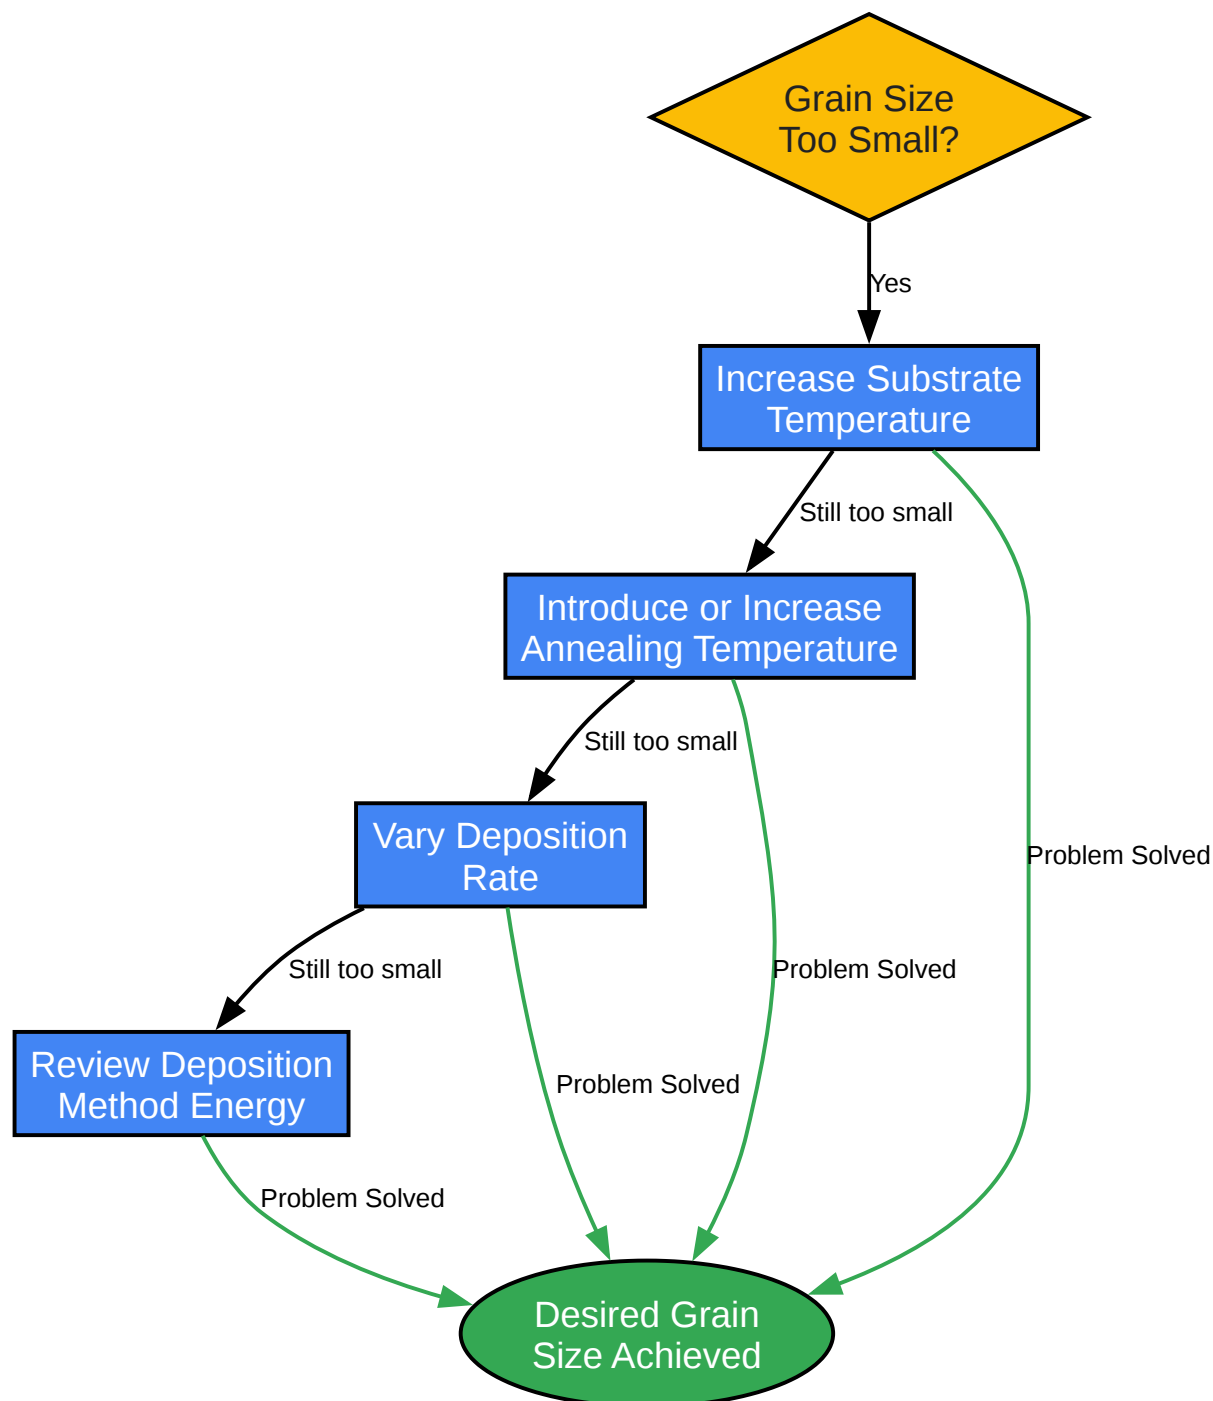 Grain Size
Too Small?
Yes
Increase Substrate
Temperature
Still too small
Introduce or Increase
Annealing Temperature
Still too small
Vary Deposition
Rate
Problem Solved
Still too small
Problem Solved
Review Deposition
Method Energy
Problem Solved
Problem Solved
Desired Grain
Size Achieved